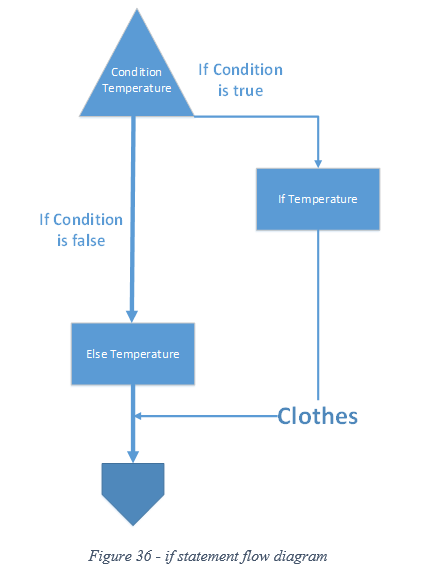 Condition
Temperature
If Condition
is true
If Temperature
If Condition
is false
Else Temperature
Clothes
Figure 36 - if statement flow diagram